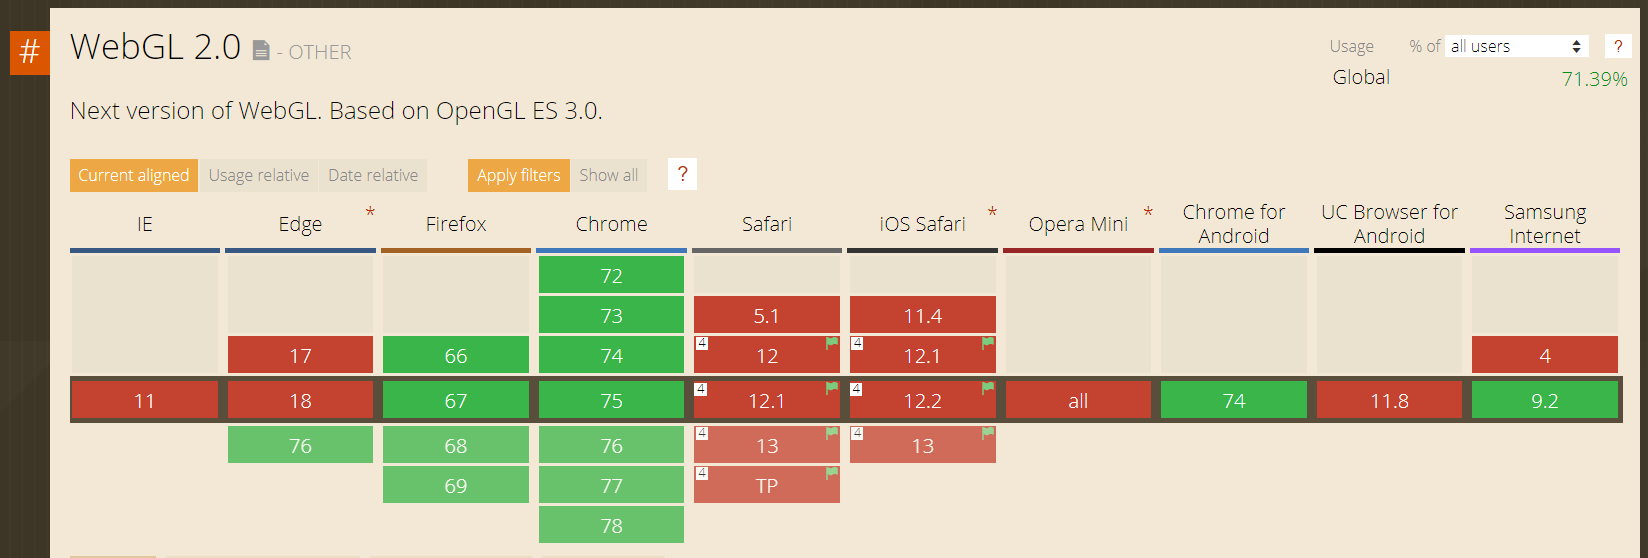 #
WebGL 2.0 - OTHER
Usage % of all users ?
Global 71.39%
Next version of WebGL. Based on OpenGL ES 3.0.
Current aligned Usage relative Date relative Apply filters Show all ?
IE Edge * Firefox Chrome Safari iOS Safari * Opera Mini * Chrome for Android UC Browser for Android Samsung Internet
72
73 5.1 11.4
17 66 74 4 12 4 12.1 4
11 18 67 75 4 12.1 4 12.2 all 74 11.8 9.2
76 68 76 4 13 4 13
69 77 4 TP
78